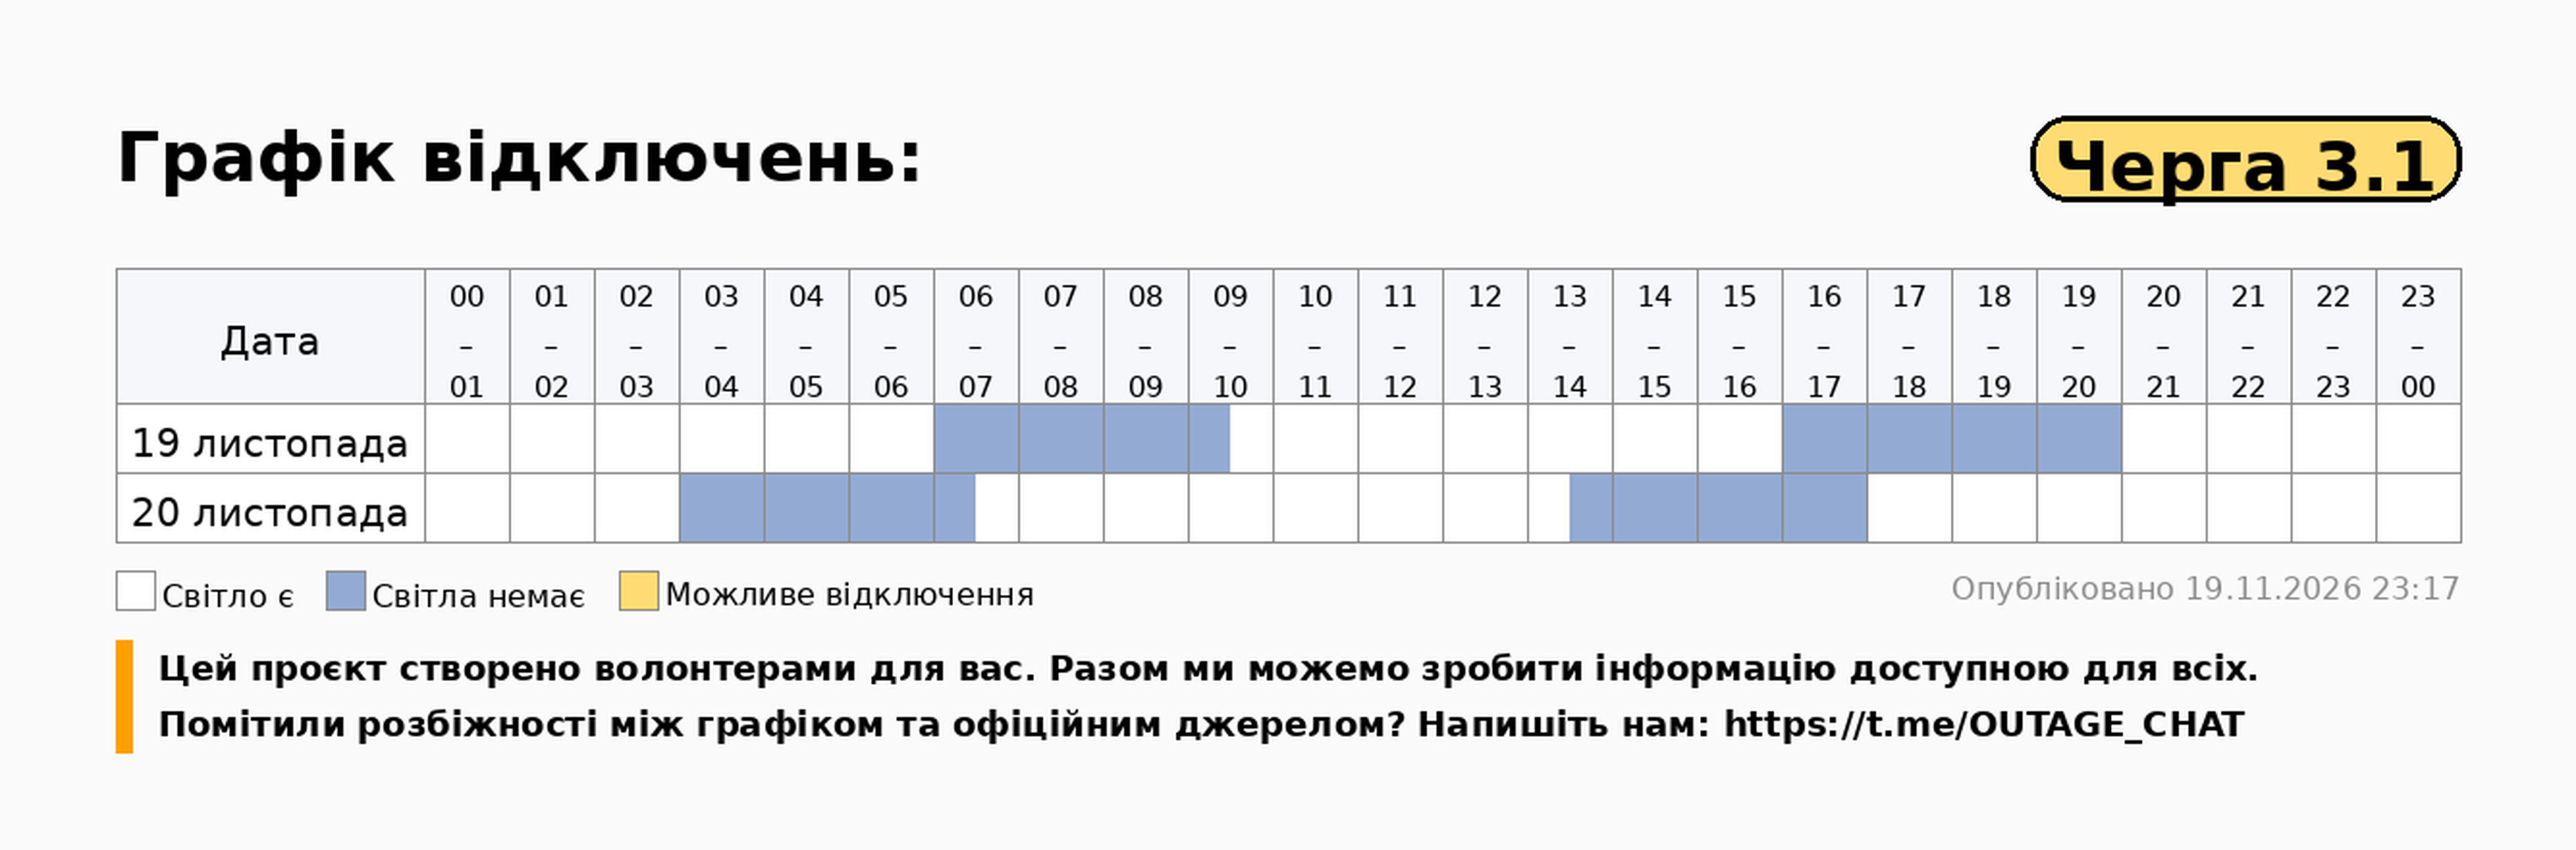 Графік відключень:
Черга 3.1
Дата
00 – 01
01 – 02
02 – 03
03 – 04
04 – 05
05 – 06
06 – 07
07 – 08
08 – 09
09 – 10
10 – 11
11 – 12
12 – 13
13 – 14
14 – 15
15 – 16
16 – 17
17 – 18
18 – 19
19 – 20
20 – 21
21 – 22
22 – 23
23 – 00
19 листопада
20 листопада
Світло є
Світла немає
Можливе відключення
Опубліковано 19.11.2026 23:17
Цей проєкт створено волонтерами для вас. Разом ми можемо зробити інформацію доступною для всіх.
Помітили розбіжності між графіком та офіційним джерелом? Напишіть нам: https://t.me/OUTAGE_CHAT